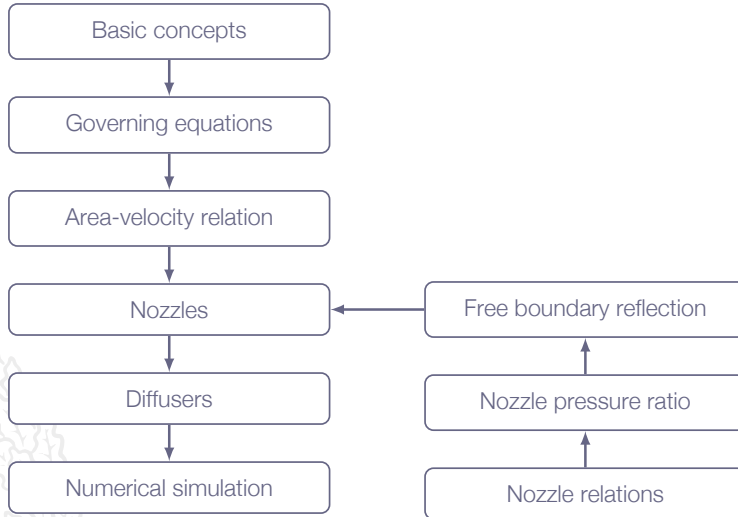 Basic concepts
Governing equations
Area-velocity relation
Nozzles
Free boundary reflection
Diffusers
Nozzle pressure ratio
Numerical simulation
Nozzle relations